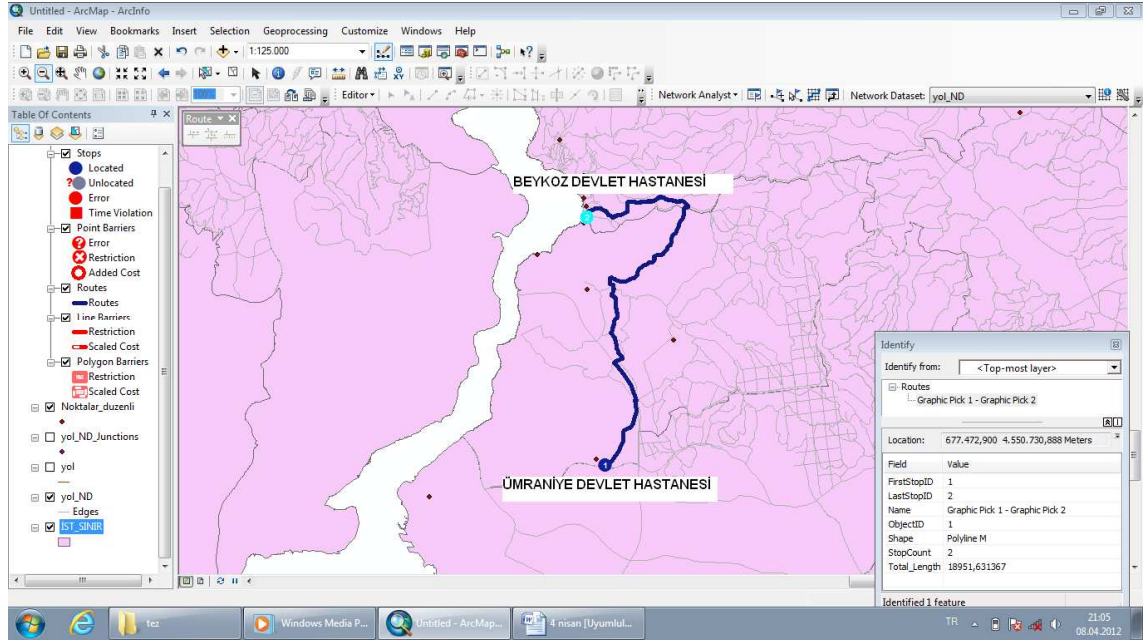 Untitled - ArcMap - ArcInfo
File Edit View Bookmarks Insert Selection Geoprocessing Customize Windows Help
1:125.000
Editor
Network Analyst
Network Dataset: yol_ND
Table Of Contents
Stops
Located
Unlocated
Error
Time Violation
Point Barriers
Error
Restriction
Added Cost
Routes
Routes
Line Barriers
Restriction
Scaled Cost
Polygon Barriers
Restriction
Scaled Cost
Noktalar_duzenli
yol_ND_Junctions
yol
yol_ND
Edges
IST_SINIR
Route
BEYKOZ DEVLET HASTANESİ
2
1
ÜMRANİYE DEVLET HASTANESİ
Identify
Identify from: <Top-most layer>
Routes
Graphic Pick 1 - Graphic Pick 2
Location: 677.472,900 4.550.730,888 Meters
Field Value
FirstStopID 1
LastStopID 2
Name Graphic Pick 1 - Graphic Pick 2
ObjectID 1
Shape Polyline M
StopCount 2
Total_Length 18951,631367
Identified 1 feature
tez
Windows Media P...
Untitled - ArcMap...
4 nisan [Uyumlul...
TR
21:05
08.04.2012